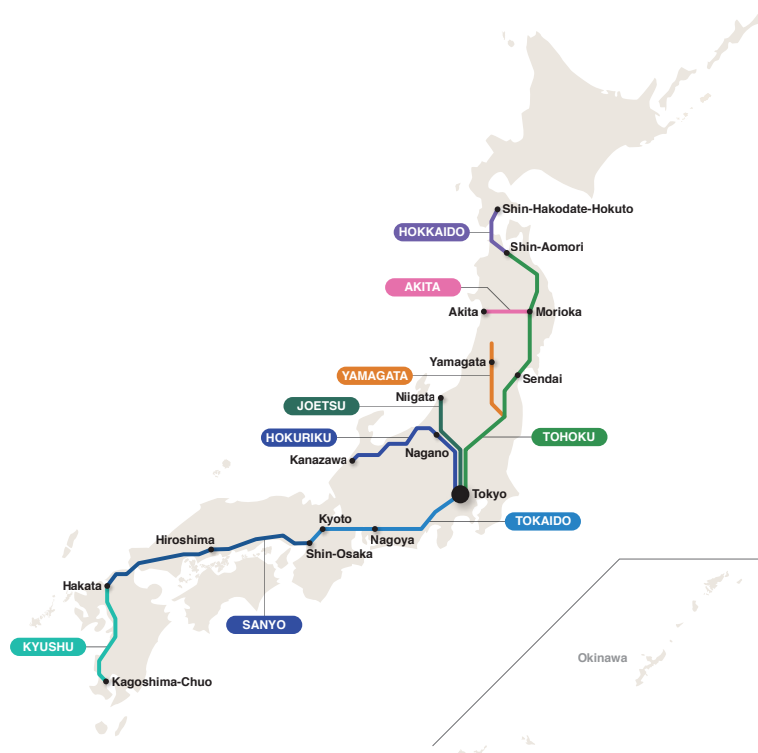 Shin-Hakodate-Hokuto
HOKKAIDO
Shin-Aomori
AKITA
Akita
Morioka
Yamagata
YAMAGATA
Sendai
Niigata
JOETSU
HOKURIKU
TOHOKU
Nagano
Kanazawa
Tokyo
Kyoto
TOKAIDO
Hiroshima
Nagoya
Shin-Osaka
Hakata
SANYO
KYUSHU
Okinawa
Kagoshima-Chuo